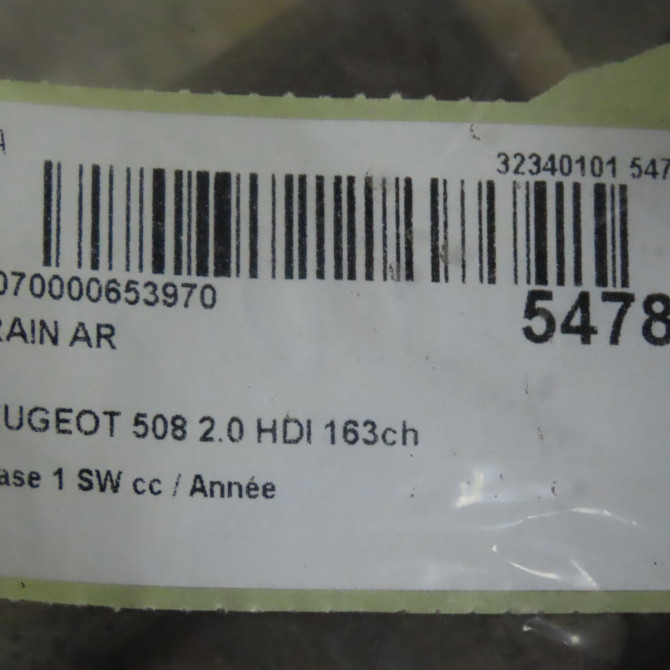 32340101 547
070000653970
5478
RAIN AR
UGEOT 508 2.0 HDI 163ch
ase 1 SW cc / Année